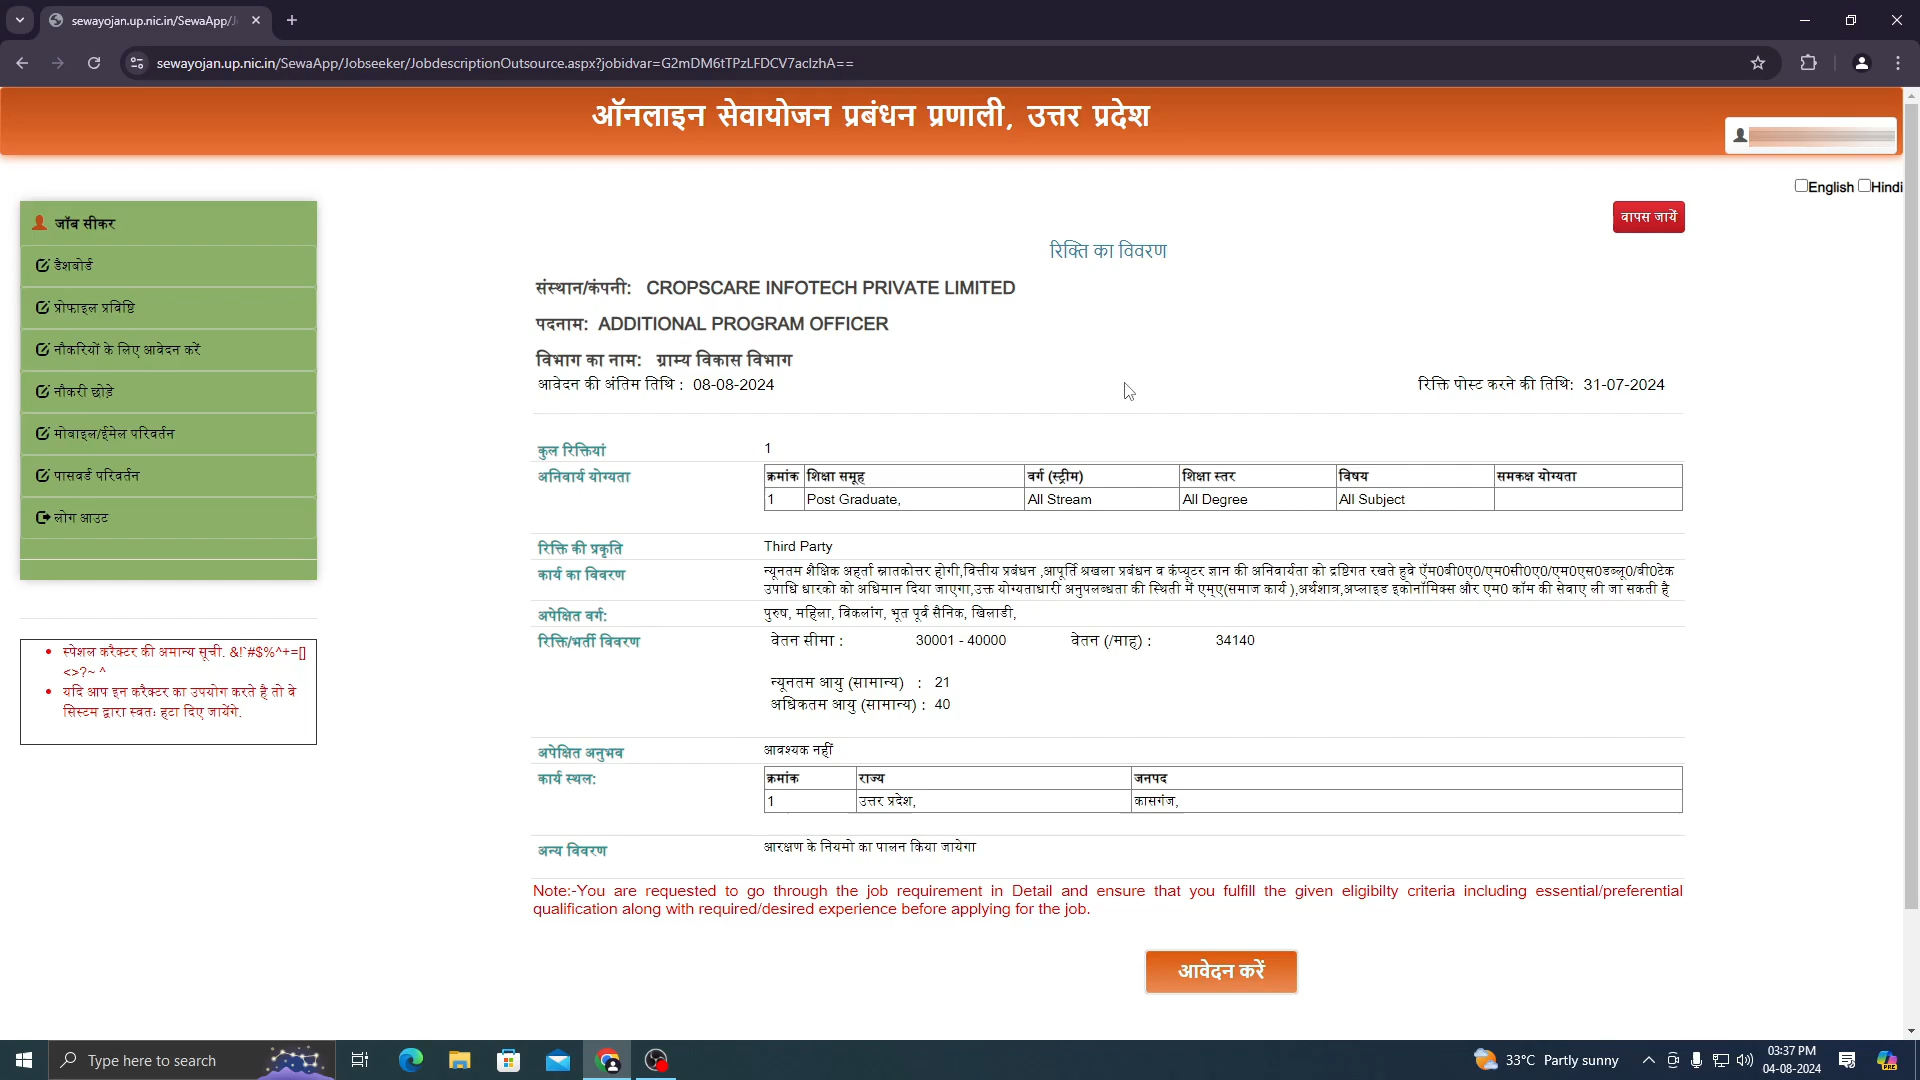 sewayojan.up.nic.in/SewaApp/J
sewayojan.up.nic.in/SewaApp/Jobseeker/JobdescriptionOutsource.aspx?jobidvar=G2mDM6tTPzLFDCV7aclzhA==
ऑनलाइन सेवायोजन प्रबंधन प्रणाली, उत्तर प्रदेश
English Hindi
जॉब सीकर
डैशबोर्ड
प्रोफाइल प्रविष्टि
नौकरियों के लिए आवेदन करें
नौकरी छोड़े
मोबाइल/ईमेल परिवर्तन
पासवर्ड परिवर्तन
लोग आउट
स्पेशल करैक्टर की अमान्य सूची. &!`#$%^+=[]
<>?~ ^
यदि आप इन करैक्टर का उपयोग करते है तो वे
सिस्टम द्वारा स्वतः हटा दिए जायेंगे.
वापस जायें
रिक्ति का विवरण
संस्थान/कंपनी: CROPSCARE INFOTECH PRIVATE LIMITED
पदनाम: ADDITIONAL PROGRAM OFFICER
विभाग का नाम: ग्राम्य विकास विभाग
आवेदन की अंतिम तिथि : 08-08-2024 रिक्ति पोस्ट करने की तिथि: 31-07-2024
कुल रिक्तियां 1
अनिवार्य योग्यता क्रमांक शिक्षा समूह वर्ग (स्ट्रीम) शिक्षा स्तर विषय समकक्ष योग्यता
1 Post Graduate, All Stream All Degree All Subject
रिक्ति की प्रकृति Third Party
कार्य का विवरण न्यूनतम शैक्षिक अहर्ता स्नातकोत्तर होगी,वित्तीय प्रबंधन ,आपूर्ति श्रखला प्रबंधन व कंप्यूटर ज्ञान की अनिवार्यता को द्रष्टिगत रखते हुवे ऍम0बी0ए0/एम0सी0ए0/एम0एस0डब्लू0/बी0टेक
उपाधि धारको को अधिमान दिया जाएगा,उक्त योग्यताधारी अनुपलब्धता की स्थिती में एम्ए(समाज कार्य ),अर्थशात्र,अप्लाइड इकोनॉमिक्स और एम0 कॉम की सेवाए ली जा सकती है
अपेक्षित वर्ग: पुरुष, महिला, विकलांग, भूत पूर्व सैनिक, खिलाडी,
रिक्ति/भर्ती विवरण वेतन सीमा : 30001 - 40000 वेतन (/माह) : 34140
न्यूनतम आयु (सामान्य) : 21
अधिकतम आयु (सामान्य) : 40
अपेक्षित अनुभव आवश्यक नहीं
कार्य स्थल: क्रमांक राज्य जनपद
1 उत्तर प्रदेश, कासगंज,
अन्य विवरण आरक्षण के नियमो का पालन किया जायेगा
Note:-You are requested to go through the job requirement in Detail and ensure that you fulfill the given eligibilty criteria including essential/preferential
qualification along with required/desired experience before applying for the job.
आवेदन करें
Type here to search
33°C Partly sunny
03:37 PM
04-08-2024